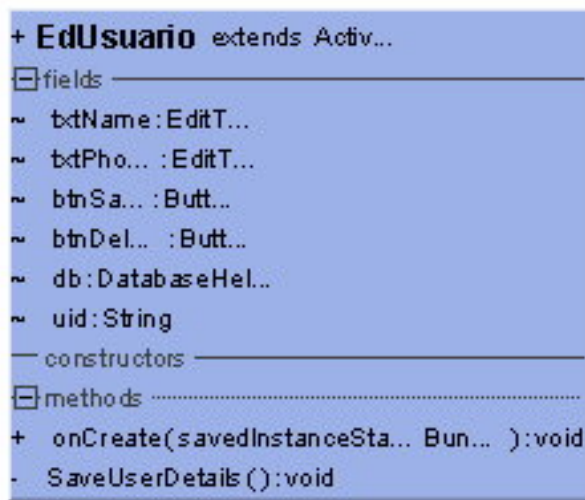 + EdUsuario extends Activ...
fields
~ txtName:EditT...
~ txtPho... :EditT...
~ btnSa... :Butt...
~ btnDel... :Butt...
~ db:DatabaseHel...
~ uid:String
constructors
methods
+ onCreate(savedInstanceSta... Bun... ):void
- SaveUserDetails():void